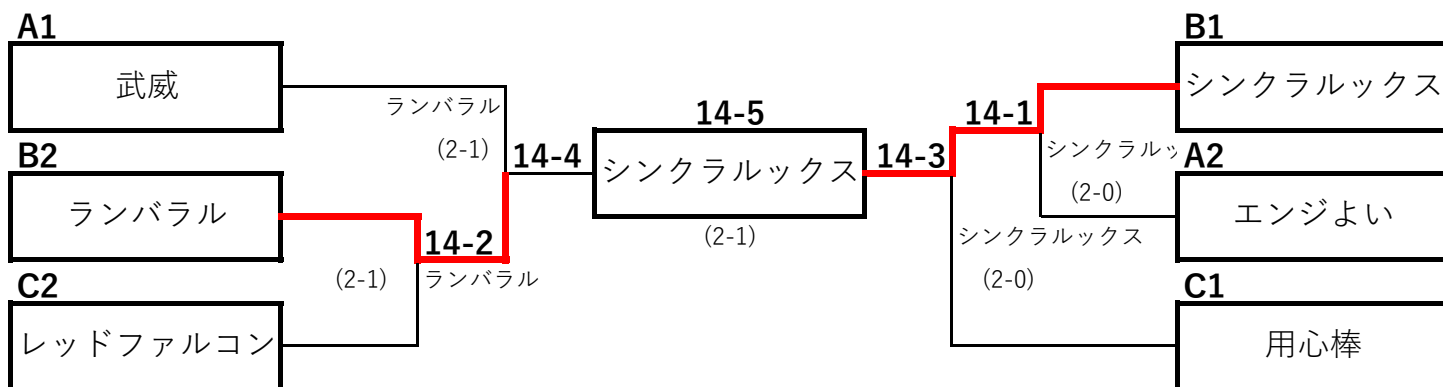 A1
武威
B2
ランバラル
C2
レッドファルコン
ランバラル
(2-1)
14-4
14-2
(2-1)
ランバラル
14-5
シンクラルックス
(2-1)
14-3
14-1
シンクラルッ
(2-0)
シンクラルックス
(2-0)
B1
シンクラルックス
A2
エンジよい
C1
用心棒